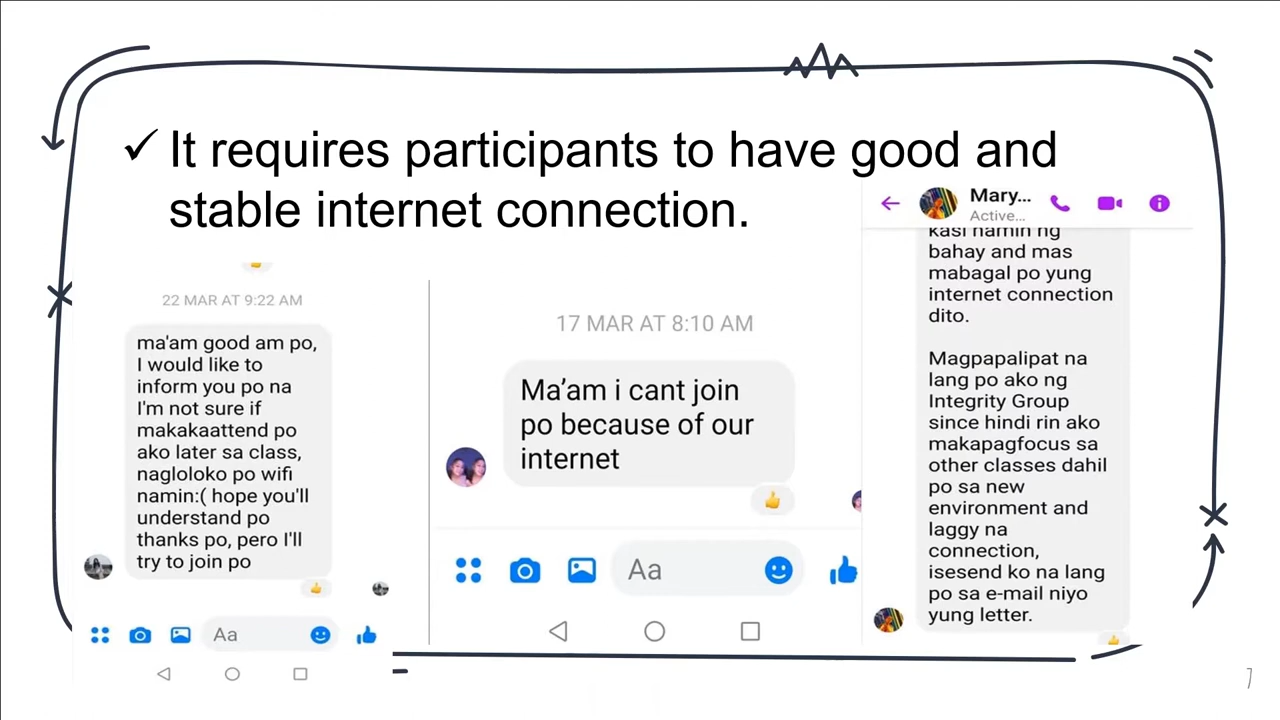 ✓ It requires participants to have good and
stable internet connection.
22 MAR AT 9:22 AM
ma'am good am po,
I would like to
inform you po na
I'm not sure if
makakaattend po
ako later sa class,
nagloloko po wifi
namin:( hope you'll
understand po
thanks po, pero I'll
try to join po
Aa
17 MAR AT 8:10 AM
Ma’am i cant join
po because of our
internet
Aa
Mary...
Active...
kasi namin ng
bahay and mas
mabagal po yung
internet connection
dito.
Magpapalipat na
lang po ako ng
Integrity Group
since hindi rin ako
makapagfocus sa
other classes dahil
po sa new
environment and
laggy na
connection,
isesend ko na lang
po sa e-mail niyo
yung letter.
7